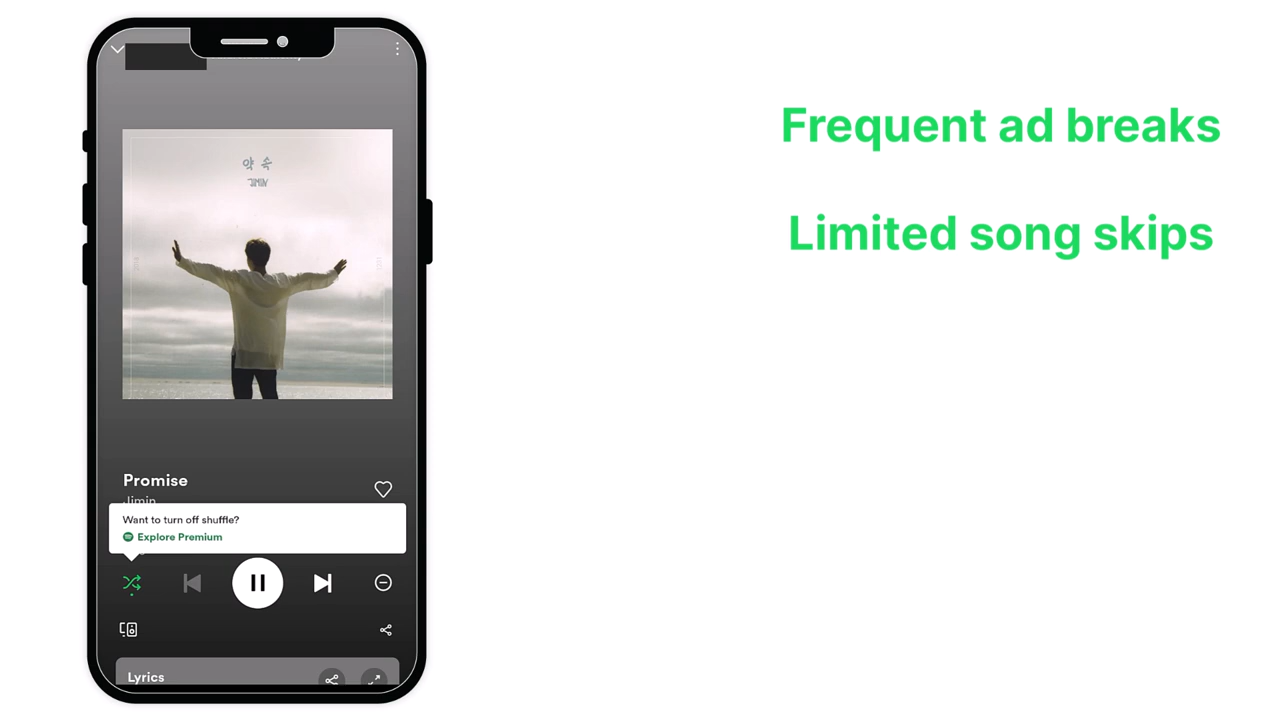 약속
JIMIN
Promise
Jimin
Want to turn off shuffle?
Explore Premium
Lyrics
Frequent ad breaks
Limited song skips